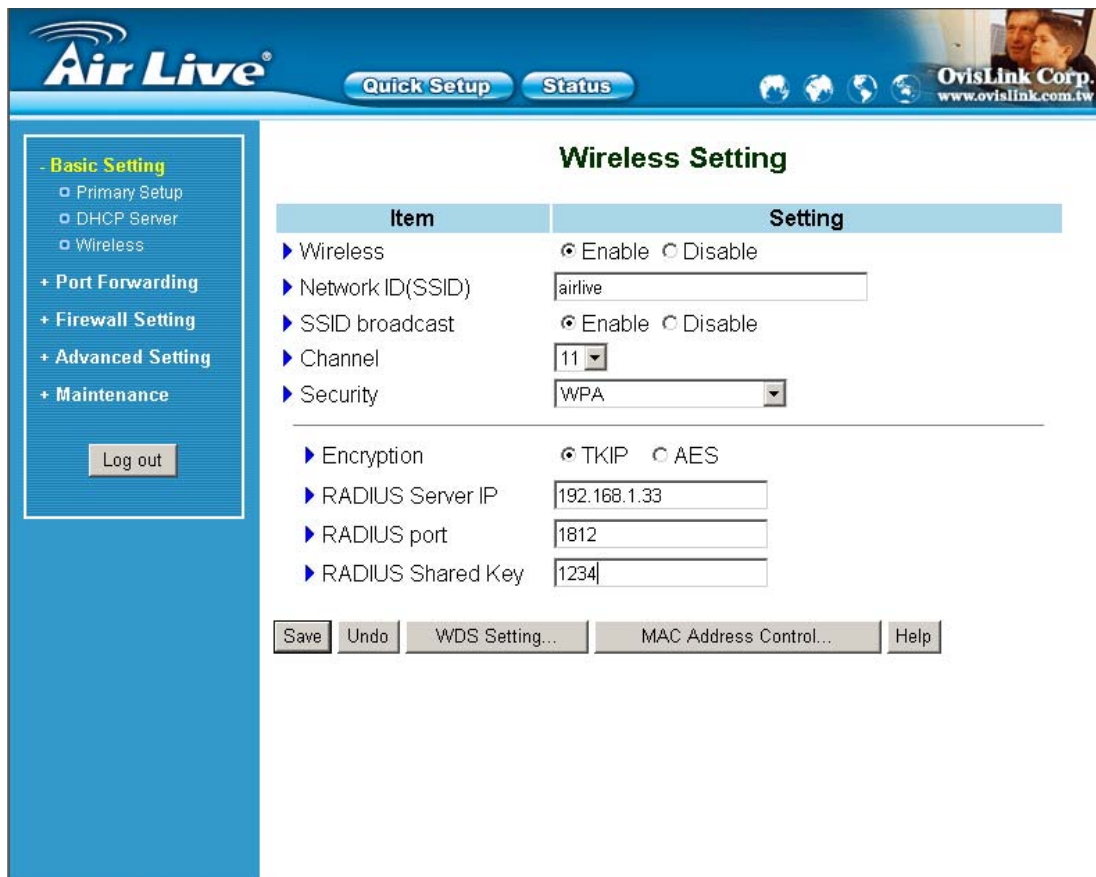 Air Live®
Quick Setup
Status
OvisLink Corp.
www.ovislink.com.tw
- Basic Setting
Primary Setup
DHCP Server
Wireless
+ Port Forwarding
+ Firewall Setting
+ Advanced Setting
+ Maintenance
Log out
Wireless Setting
Item Setting
Wireless Enable Disable
Network ID(SSID) airlive
SSID broadcast Enable Disable
Channel 11
Security WPA
Encryption TKIP AES
RADIUS Server IP 192.168.1.33
RADIUS port 1812
RADIUS Shared Key 1234
Save Undo WDS Setting... MAC Address Control... Help